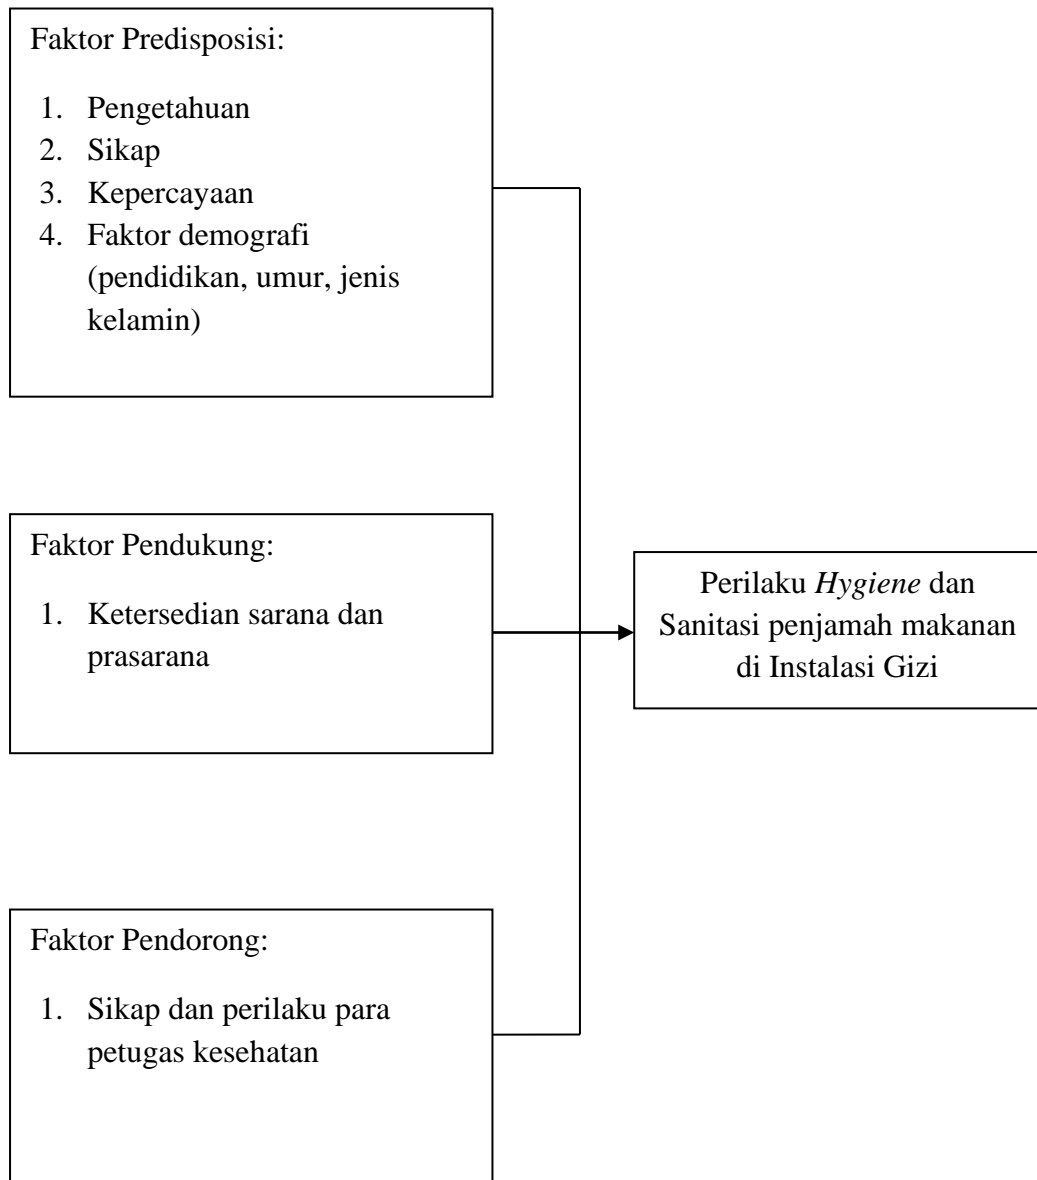 Faktor Predisposisi:
1. Pengetahuan
2. Sikap
3. Kepercayaan
4. Faktor demografi
(pendidikan, umur, jenis
kelamin)
Faktor Pendukung:
1. Ketersedian sarana dan
prasarana
Perilaku Hygiene dan
Sanitasi penjamah makanan
di Instalasi Gizi
Faktor Pendorong:
1. Sikap dan perilaku para
petugas kesehatan